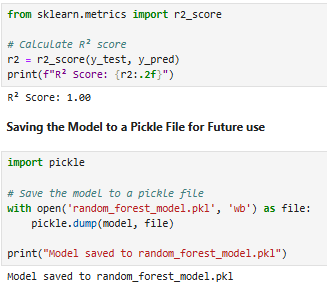 from sklearn.metrics import r2_score
# Calculate R² score
r2 = r2_score(y_test, y_pred)
print(f"R² Score: {r2:.2f}")
R² Score: 1.00
Saving the Model to a Pickle File for Future use
import pickle
# Save the model to a pickle file
with open('random_forest_model.pkl', 'wb') as file:
    pickle.dump(model, file)
print("Model saved to random_forest_model.pkl")
Model saved to random_forest_model.pkl